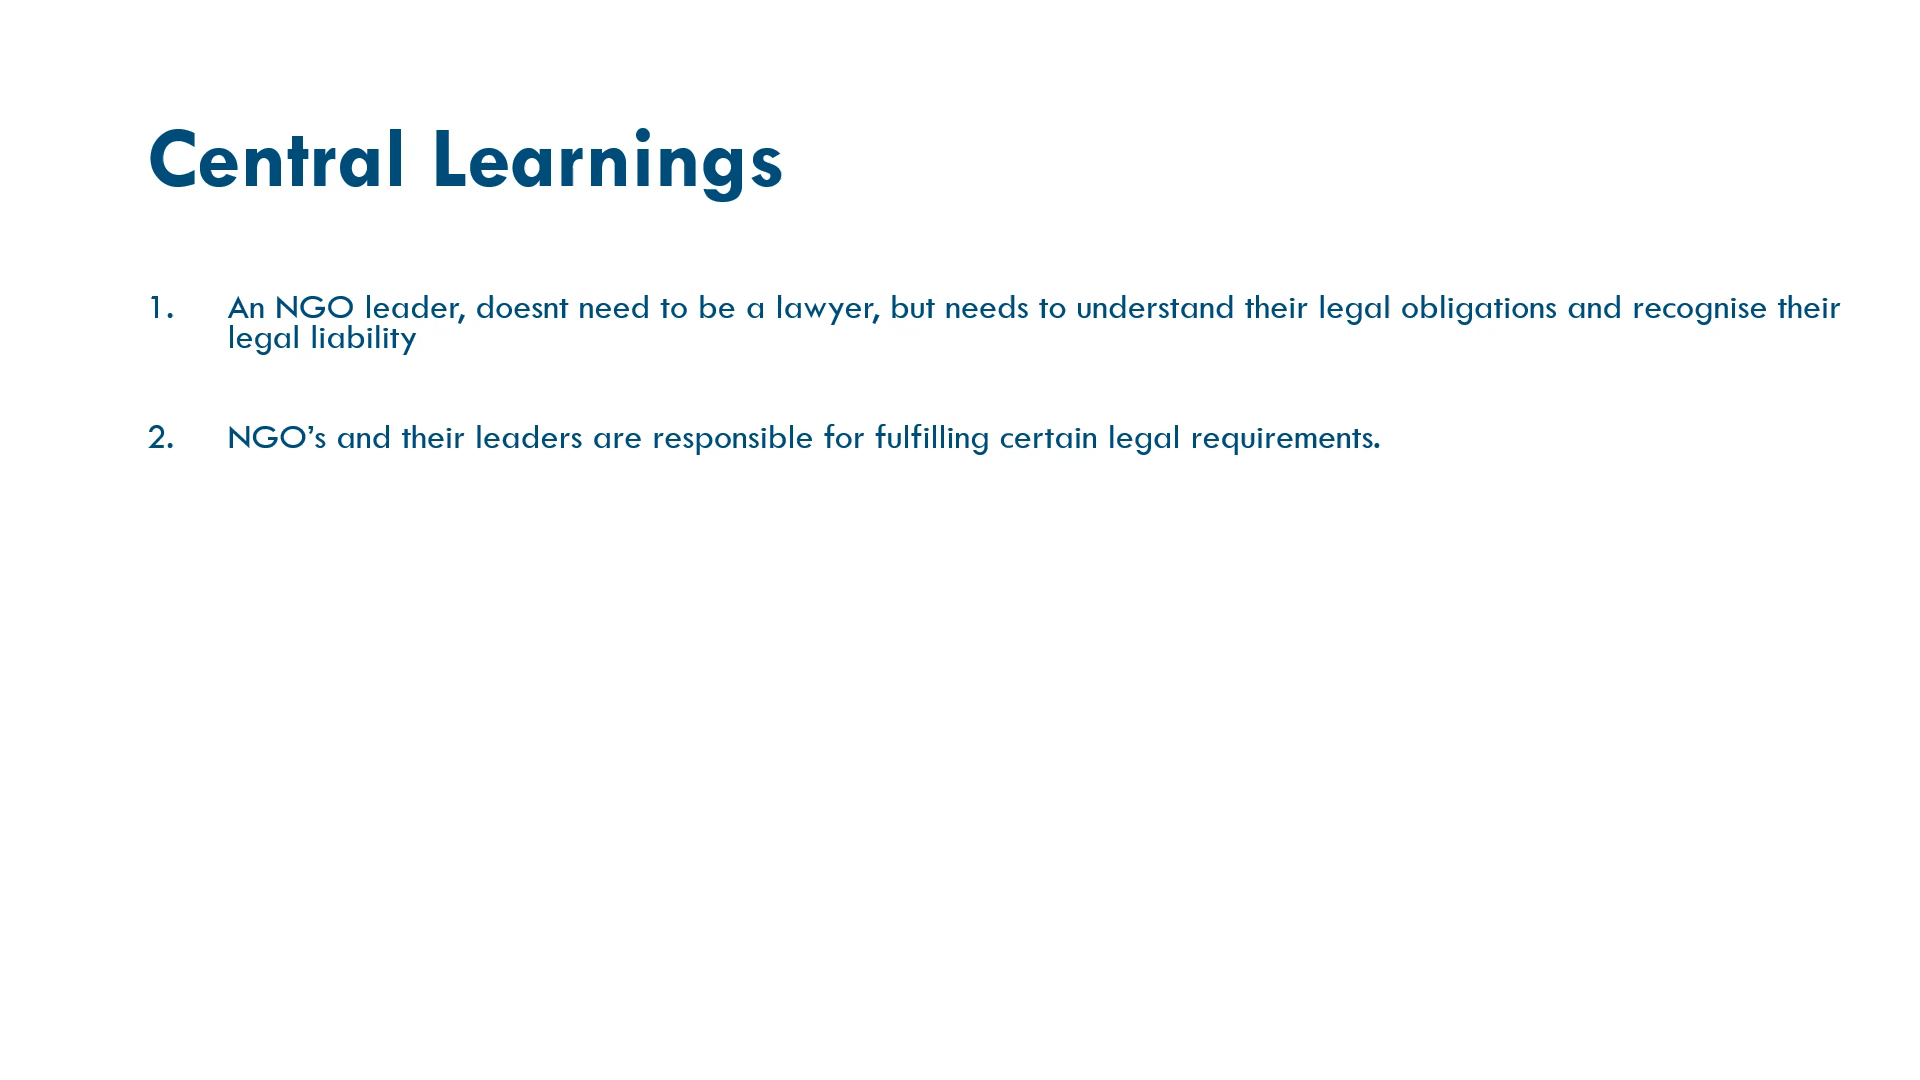 Central Learnings
1. An NGO leader, doesnt need to be a lawyer, but needs to understand their legal obligations and recognise their
legal liability
2. NGO’s and their leaders are responsible for fulfilling certain legal requirements.